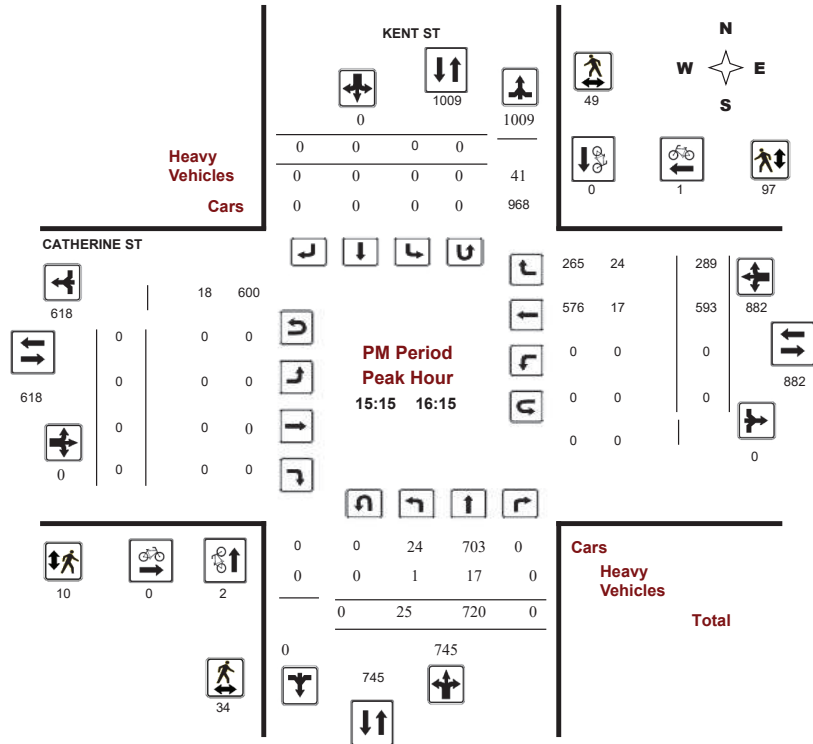 KENT ST
N
W E
S
1009
49
0 1009
0 0 0 0
Heavy
Vehicles
0 0 0 0 41
Cars
0 0 0 0 968
0 1 97
CATHERINE ST
618
18 600
0 0 0
618
0 0 0
0 0 0
0
0 0 0
PM Period
Peak Hour
15:15 16:15
265 24 289
576 17 593 882
0 0 0
882
0 0 0
0 0
0
0 0 24 703 0
0 0 1 17 0
0 25 720 0
0 745
745
10 0 2
34
Cars
Heavy
Vehicles
Total